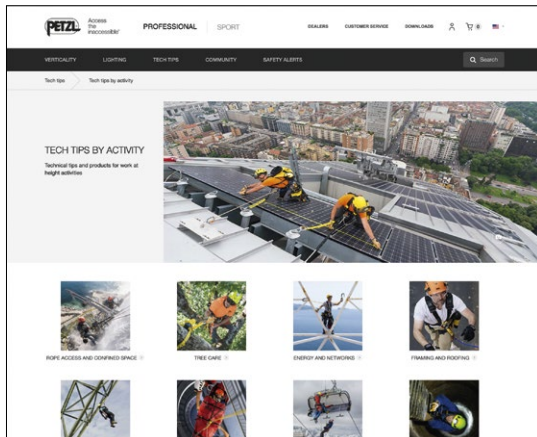 PETZL
Access
the
inaccessible®
PROFESSIONAL
SPORT
DEALERS
CUSTOMER SERVICE
DOWNLOADS
0
VERTICALITY
LIGHTING
TECH TIPS
COMMUNITY
SAFETY ALERTS
Search
Tech tips
Tech tips by activity
TECH TIPS BY ACTIVITY
Technical tips and products for work at
height activities
ROPE ACCESS AND CONFINED SPACE
TREE CARE
ENERGY AND NETWORKS
FRAMING AND ROOFING